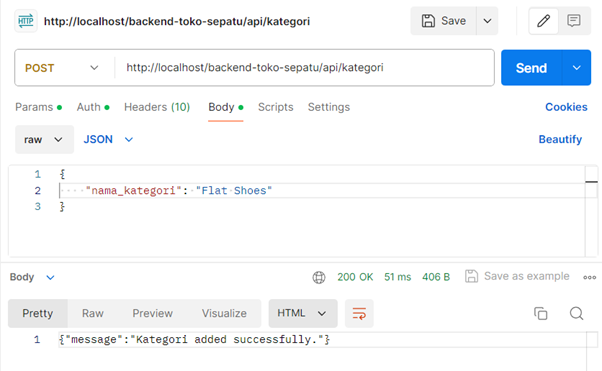 HTTP http://localhost/backend-toko-sepatu/api/kategori Save
POST http://localhost/backend-toko-sepatu/api/kategori Send
Params Auth Headers (10) Body Scripts Settings Cookies
raw JSON Beautify
1 {
2 "nama_kategori": "Flat Shoes"
3 }
Body 200 OK 51 ms 406 B Save as example
Pretty Raw Preview Visualize HTML
1 {"message":"Kategori added successfully."}